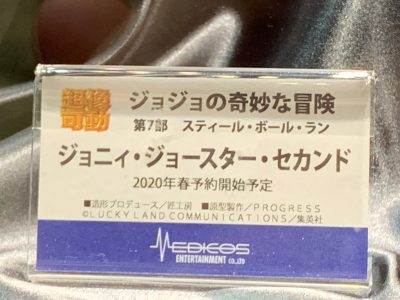 超像可動
ジョジョの奇妙な冒険
第7部 スティール・ボール・ラン
ジョニィ・ジョースター・セカンド
2020年春予約開始予定
■造形プロデュース／匠工房 ■原型製作／PROGRESS
©LUCKY LAND COMMUNICATIONS／集英社
MEDICOS
ENTERTAINMENT CO.,LTD